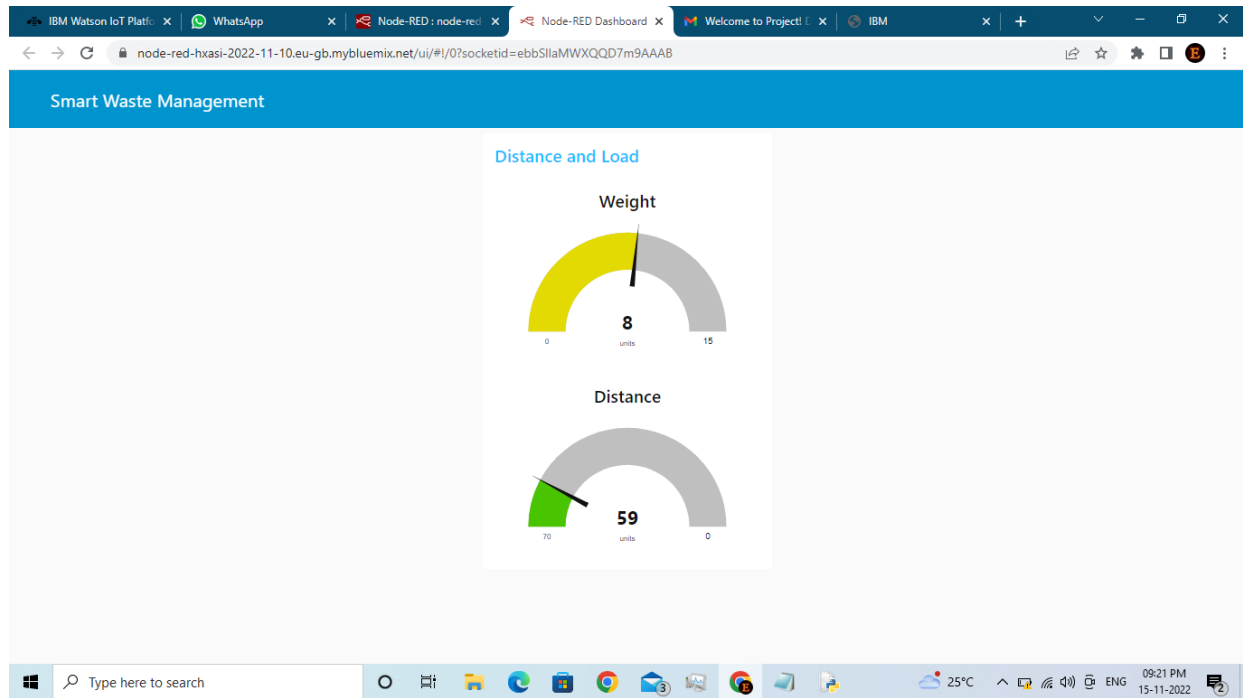 IBM Watson IoT Platfo
WhatsApp
Node-RED : node-red
Node-RED Dashboard
Welcome to Project! D
IBM
node-red-hxasi-2022-11-10.eu-gb.mybluemix.net/ui/#!/0?socketid=ebbSIlaMWXQQD7m9AAAB
E
Smart Waste Management
Distance and Load
Weight
8
0 units 15
Distance
59
70 units 0
Type here to search
3
E
25°C
ENG
09:21 PM
15-11-2022
2